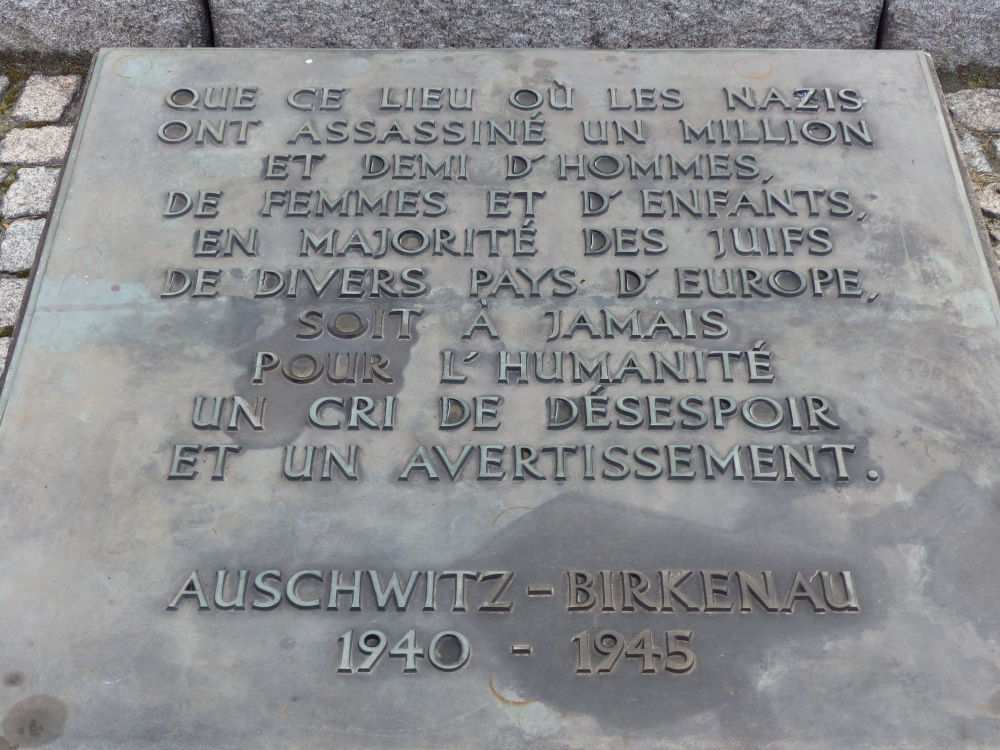 QUE CE LIEU OÙ LES NAZIS
ONT ASSASSINÉ UN MILLION
ET DEMI D'HOMMES,
DE FEMMES ET D'ENFANTS,
EN MAJORITÉ DES JUIFS
DE DIVERS PAYS D'EUROPE,
SOIT À JAMAIS
POUR L'HUMANITÉ
UN CRI DE DÉSESPOIR
ET UN AVERTISSEMENT.
AUSCHWITZ - BIRKENAU
1940 - 1945